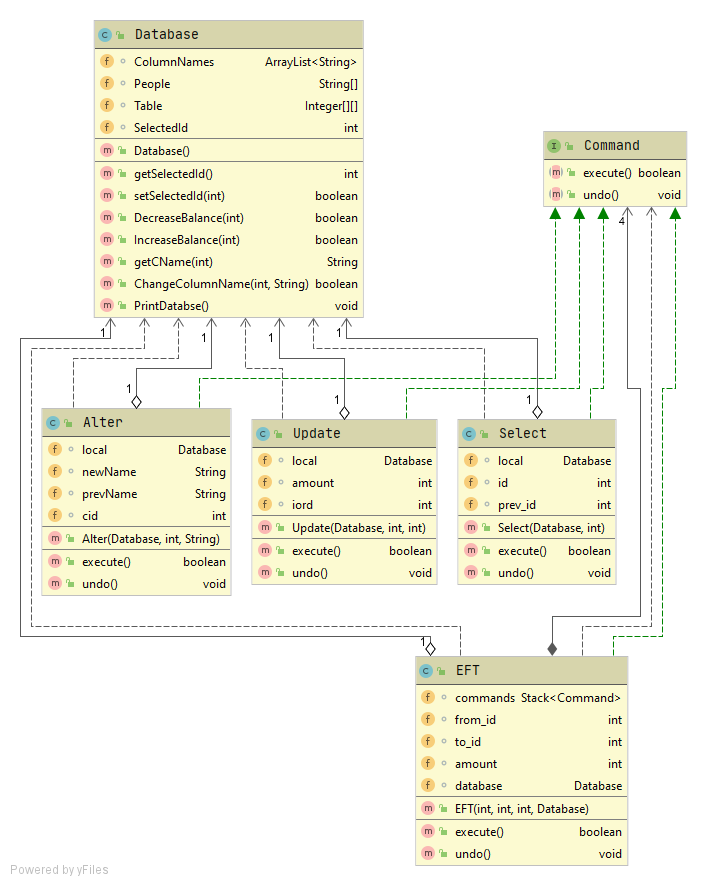 Database
ColumnNames ArrayList<String>
People String[]
Table Integer[][]
SelectedId int
Database()
getSelectedId() int
setSelectedId(int) boolean
DecreaseBalance(int) boolean
IncreaseBalance(int) boolean
getCName(int) String
ChangeColumnName(int, String) boolean
PrintDatabse() void
Command
execute() boolean
undo() void
4
1
1
1
1
1
1
1
Alter
local Database
newName String
prevName String
cid int
Alter(Database, int, String)
execute() boolean
undo() void
Update
local Database
amount int
iord int
Update(Database, int, int)
execute() boolean
undo() void
Select
local Database
id int
prev_id int
Select(Database, int)
execute() boolean
undo() void
1
EFT
commands Stack<Command>
from_id int
to_id int
amount int
database Database
EFT(int, int, int, Database)
execute() boolean
undo() void
Powered by yFiles